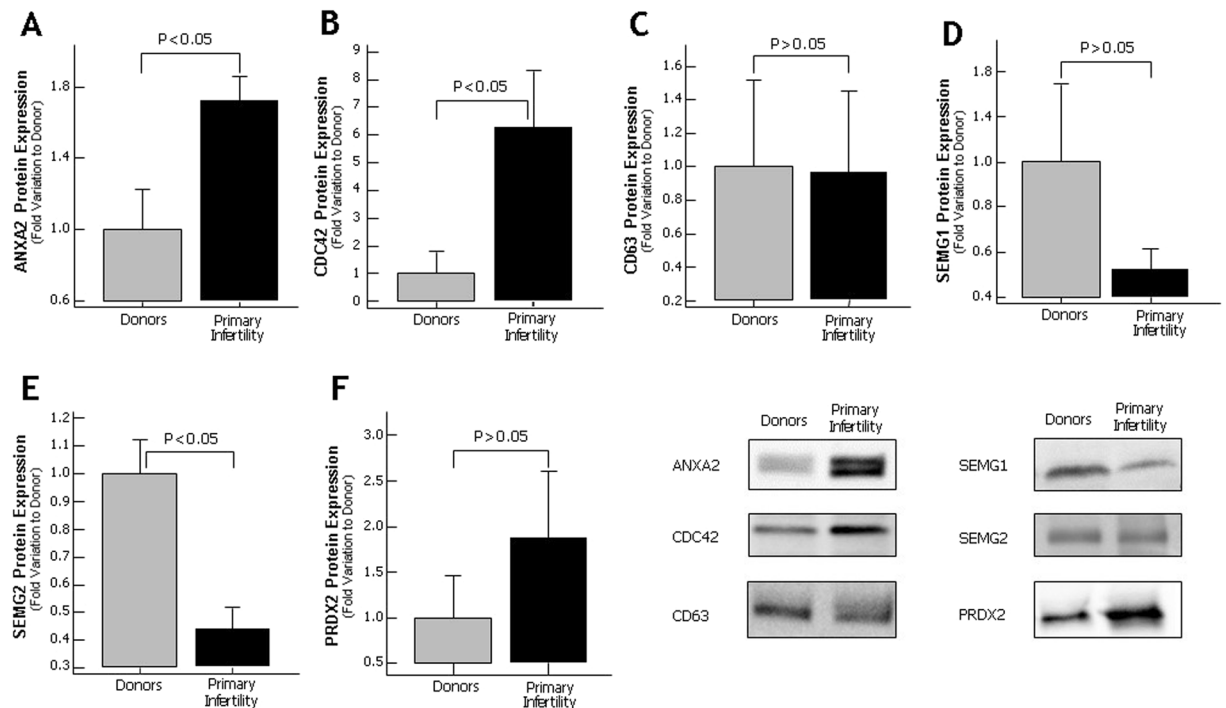 A
ANXA2 Protein Expression
(Fold Variation to Donor)
1.8
1.4
1.0
0.6
P<0.05
Donors
Primary
Infertility
B
CDC42 Protein Expression
(Fold Variation to Donor)
9
8
7
6
5
4
3
2
1
0
P<0.05
Donors
Primary
Infertility
C
CD63 Protein Expression
(Fold Variation to Donor)
1.6
1.4
1.2
1.0
0.8
0.6
0.4
0.2
P>0.05
Donors
Primary
Infertility
D
SEMG1 Protein Expression
(Fold Variation to Donor)
1.8
1.4
1.0
0.8
0.6
0.4
P>0.05
Donors
Primary
Infertility
E
SEMG2 Protein Expression
(Fold Variation to Donor)
1.2
1.1
1.0
0.9
0.8
0.7
0.6
0.5
0.4
0.3
P<0.05
Donors
Primary
Infertility
F
PRDX2 Protein Expression
(Fold Variation to Donor)
3.0
2.5
2.0
1.5
1.0
0.5
P>0.05
Donors
Primary
Infertility
Donors
Primary
Infertility
ANXA2
CDC42
CD63
Donors
Primary
Infertility
SEMG1
SEMG2
PRDX2